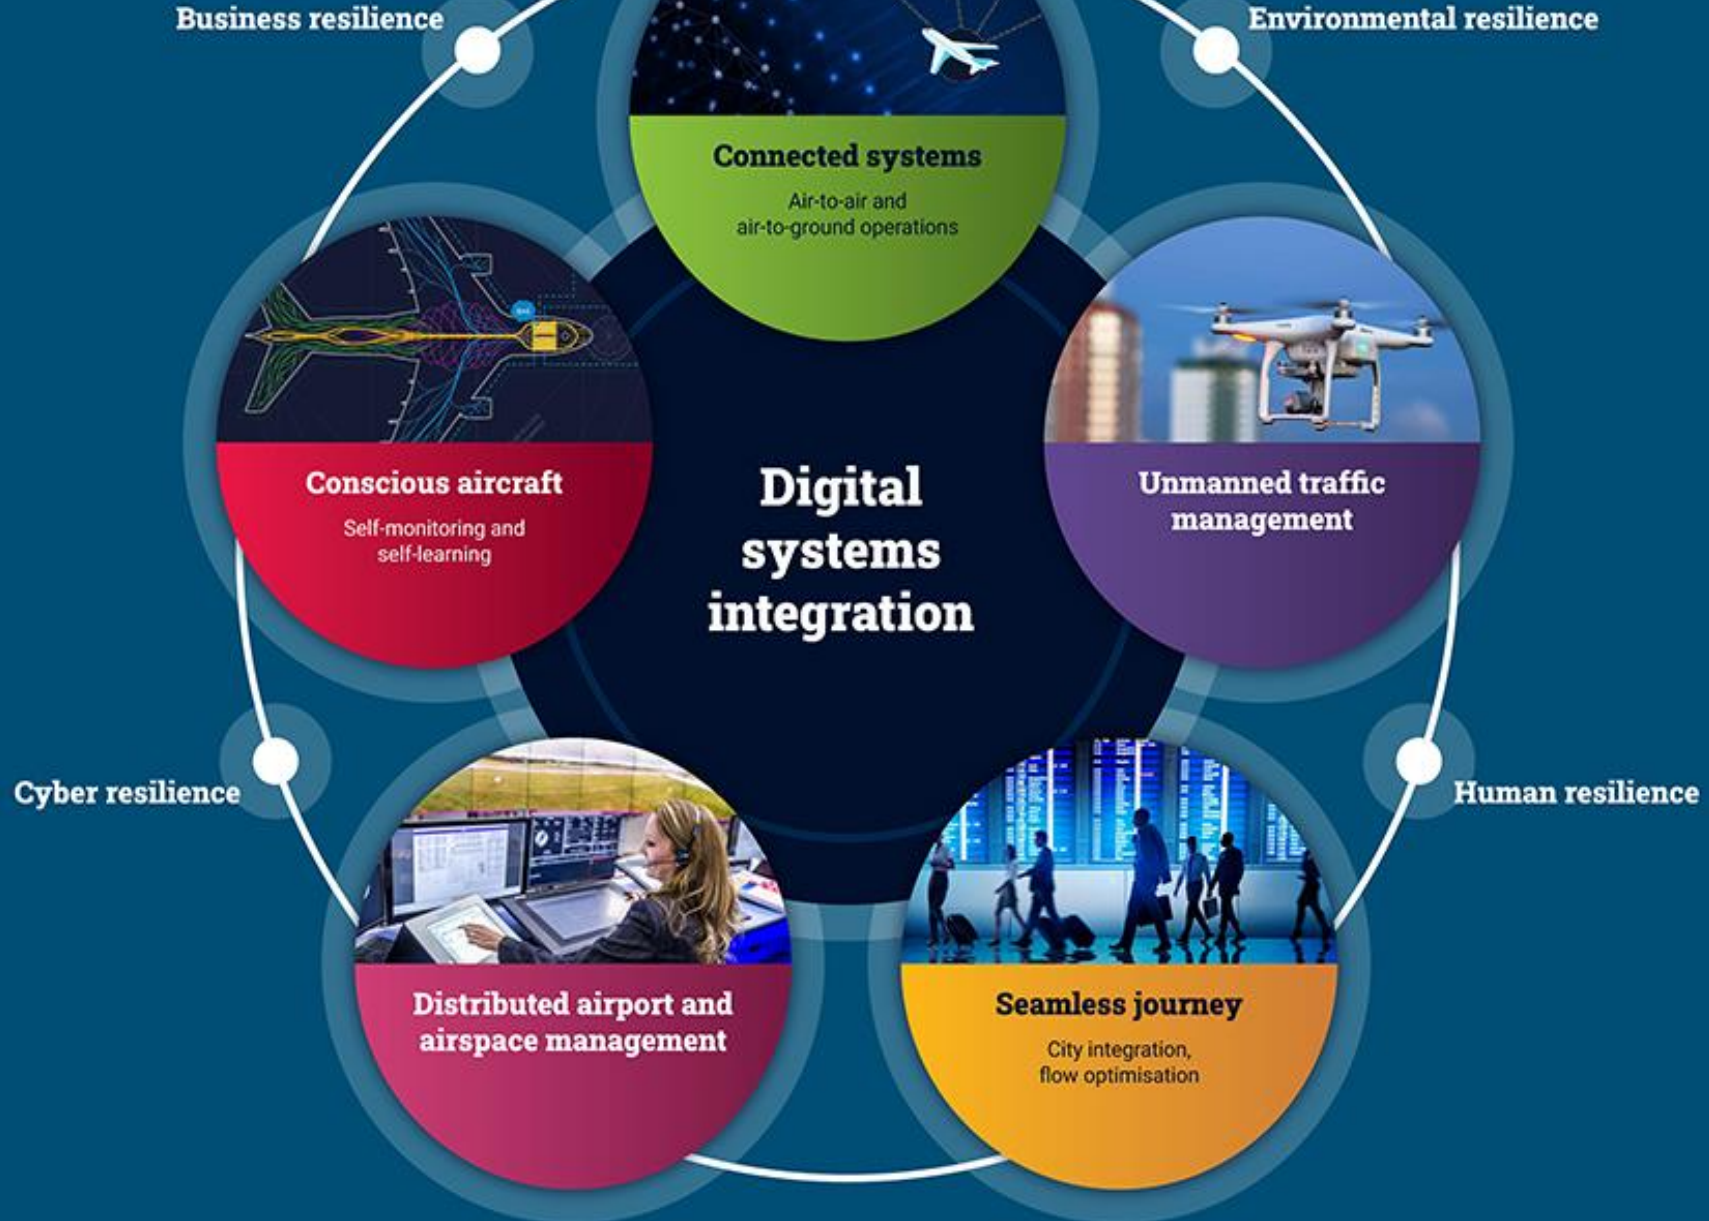 Business resilience
Environmental resilience
Connected systems
Air-to-air and
air-to-ground operations
Conscious aircraft
Self-monitoring and
self-learning
Unmanned traffic
management
Digital
systems
integration
Cyber resilience
Human resilience
Distributed airport and
airspace management
Seamless journey
City integration,
flow optimisation